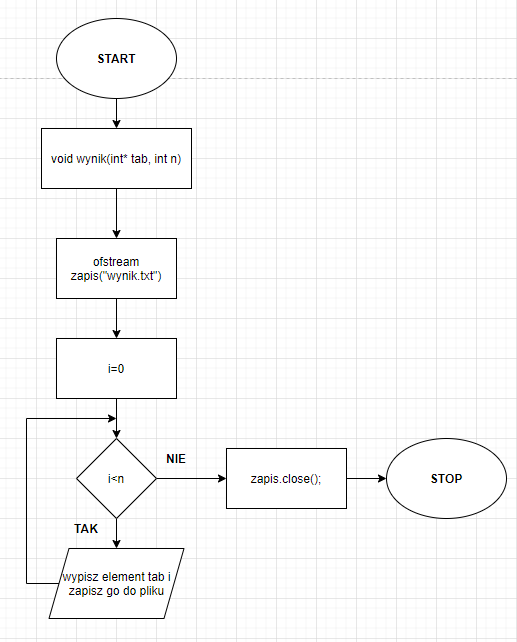 START
void wynik(int* tab, int n)
ofstream
zapis("wynik.txt")
i=0
i<n
NIE
zapis.close();
STOP
TAK
wypisz element tab i
zapisz go do pliku